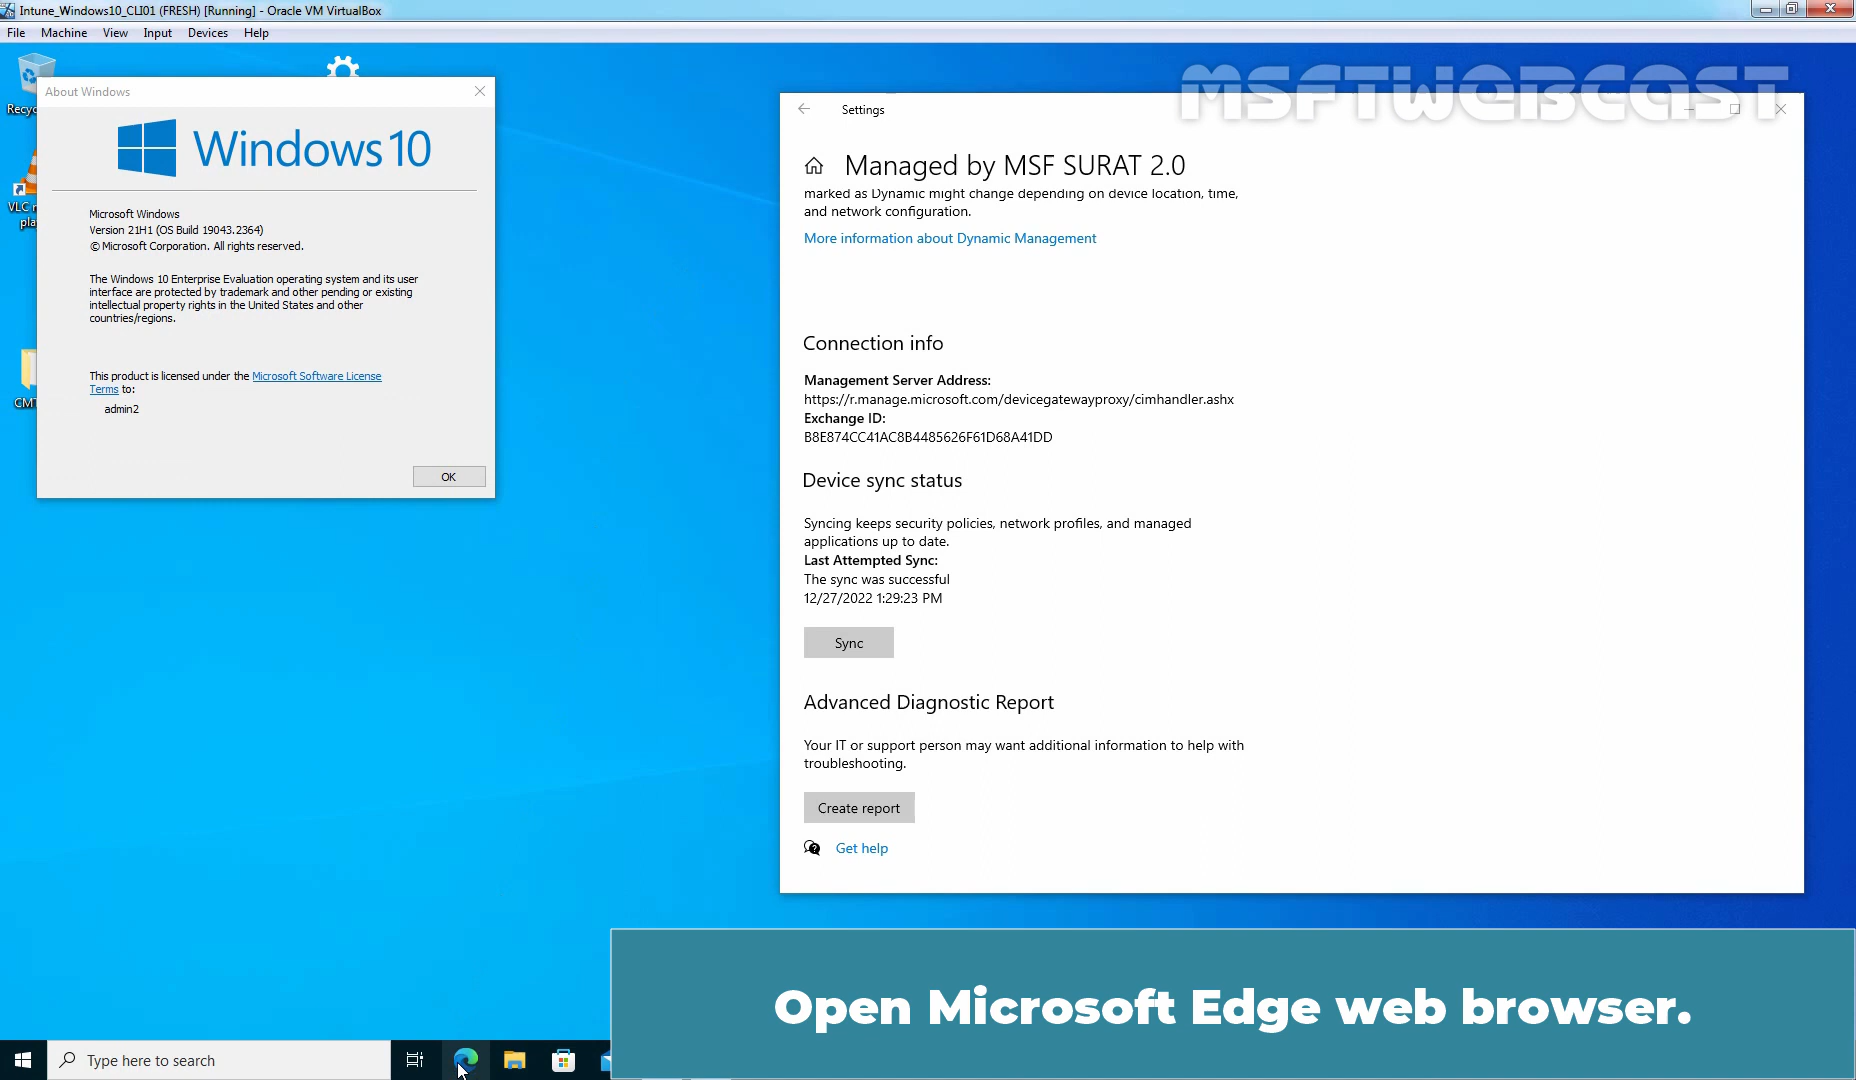 Intune_Windows10_CLI01 (FRESH) [Running] - Oracle VM VirtualBox
File Machine View Input Devices Help
About Windows
Windows 10
Microsoft Windows
Version 21H1 (OS Build 19043.2364)
© Microsoft Corporation. All rights reserved.
The Windows 10 Enterprise Evaluation operating system and its user
interface are protected by trademark and other pending or existing
intellectual property rights in the United States and other
countries/regions.
This product is licensed under the Microsoft Software License
Terms to:
admin2
OK
MSFTWEBCAST
Settings
Managed by MSF SURAT 2.0
marked as Dynamic might change depending on device location, time,
and network configuration.
More information about Dynamic Management
Connection info
Management Server Address:
https://r.manage.microsoft.com/devicegatewayproxy/cimhandler.ashx
Exchange ID:
B8E874CC41AC8B4485626F61D68A41DD
Device sync status
Syncing keeps security policies, network profiles, and managed
applications up to date.
Last Attempted Sync:
The sync was successful
12/27/2022 1:29:23 PM
Sync
Advanced Diagnostic Report
Your IT or support person may want additional information to help with
troubleshooting.
Create report
Get help
Open Microsoft Edge web browser.
Type here to search